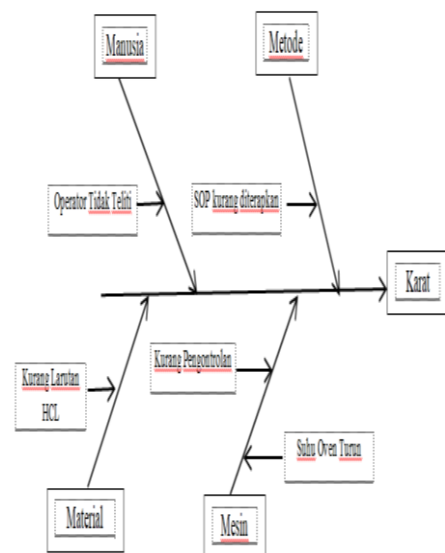 Manusia
Metode
Operator Tidak Teliti
SOP kurang diterapkan
Karat
Kurang Pengontrolan
Kurang Larutan
HCL
Suhu Oven Turun
Material
Mesin